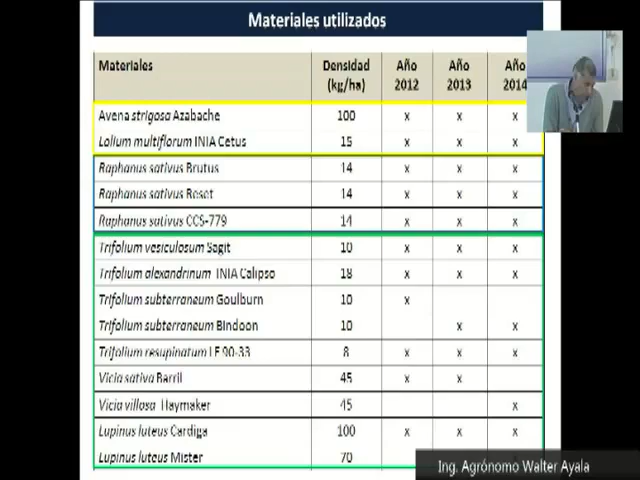 Materiales utilizados
Materiales Densidad (kg/ha) Año 2012 Año 2013 Año 2014
Avena strigosa Azabache 100 x x x
Lolium multiflorum INIA Cetus 15 x x x
Raphanus sativus Brutus 14 x x x
Raphanus sativus Reset 14 x x x
Raphanus sativus CCS-779 14 x x x
Trifolium vesiculosum Sagit 10 x x x
Trifolium alexandrinum INIA Calipso 18 x x x
Trifolium subterraneum Goulburn 10 x
Trifolium subterraneum Bindoon 10 x x
Trifolium resupinatum LE 90-33 8 x x x
Vicia sativa Barril 45 x x
Vicia villosa Haymaker 45 x
Lupinus luteus Cardiga 100 x x x
Lupinus luteus Mister 70
Ing. Agrónomo Walter Ayala